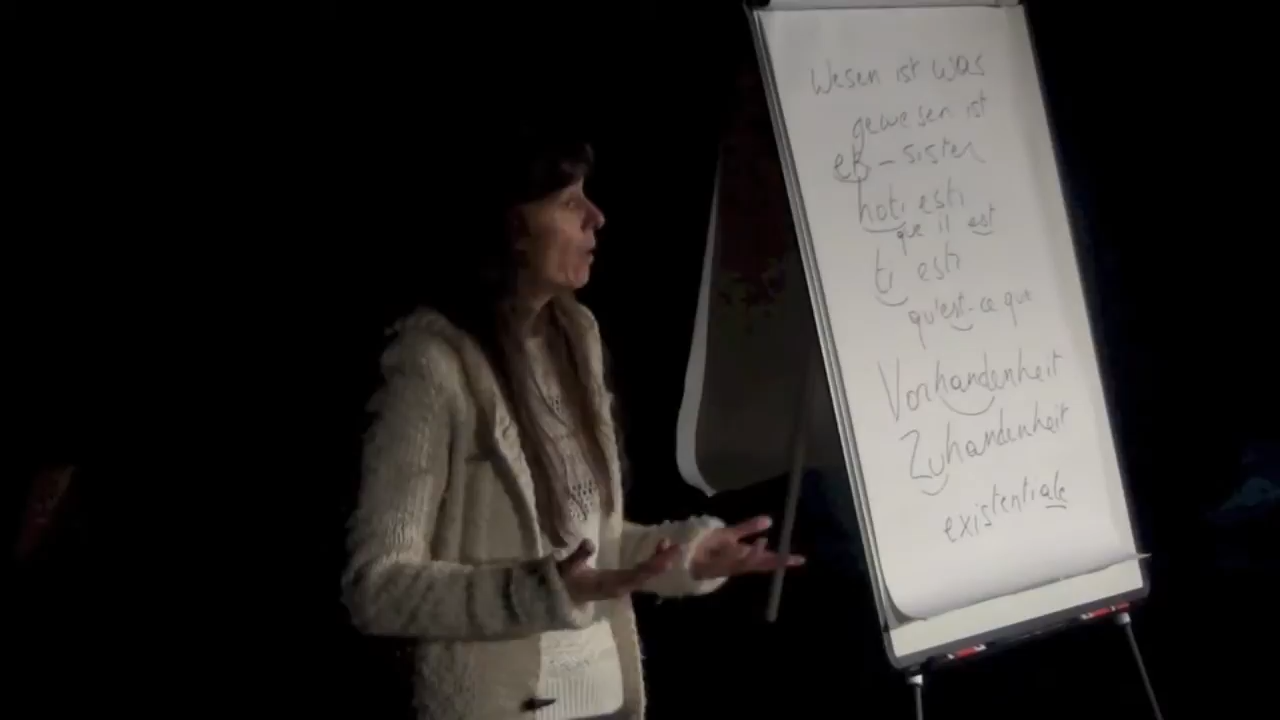 Wesen ist was
gewesen ist
ek-sister
hoti esti
que il est
ti esti
qu'est-ce que
Vorhandenheit
Zuhandenheit
existentiale